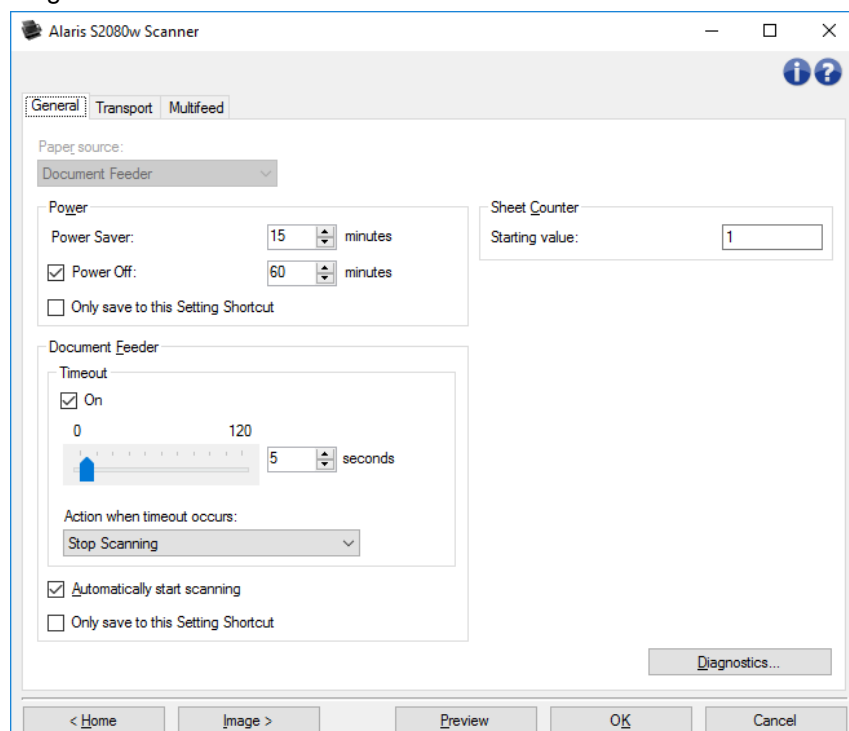 Alaris S2080w Scanner
General Transport Multifeed
Paper source:
Document Feeder
Power
Power Saver: 15 minutes
Power Off: 60 minutes
Only save to this Setting Shortcut
Sheet Counter
Starting value: 1
Document Feeder
Timeout
On
0 120
5 seconds
Action when timeout occurs:
Stop Scanning
Automatically start scanning
Only save to this Setting Shortcut
Diagnostics...
< Home Image > Preview OK Cancel